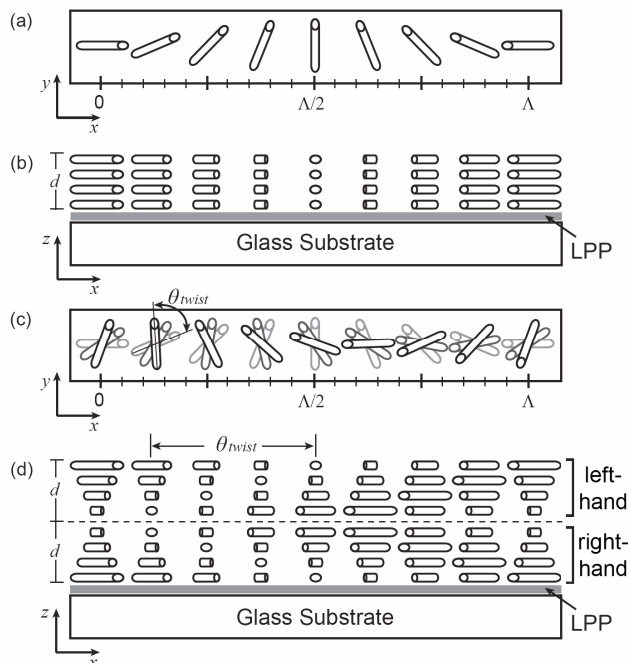 (a)
y
x
0
Λ/2
Λ
(b)
d
Glass Substrate
LPP
z
x
(c)
θtwist
y
x
0
Λ/2
Λ
(d)
θtwist
d
left-
hand
d
right-
hand
Glass Substrate
LPP
z
x